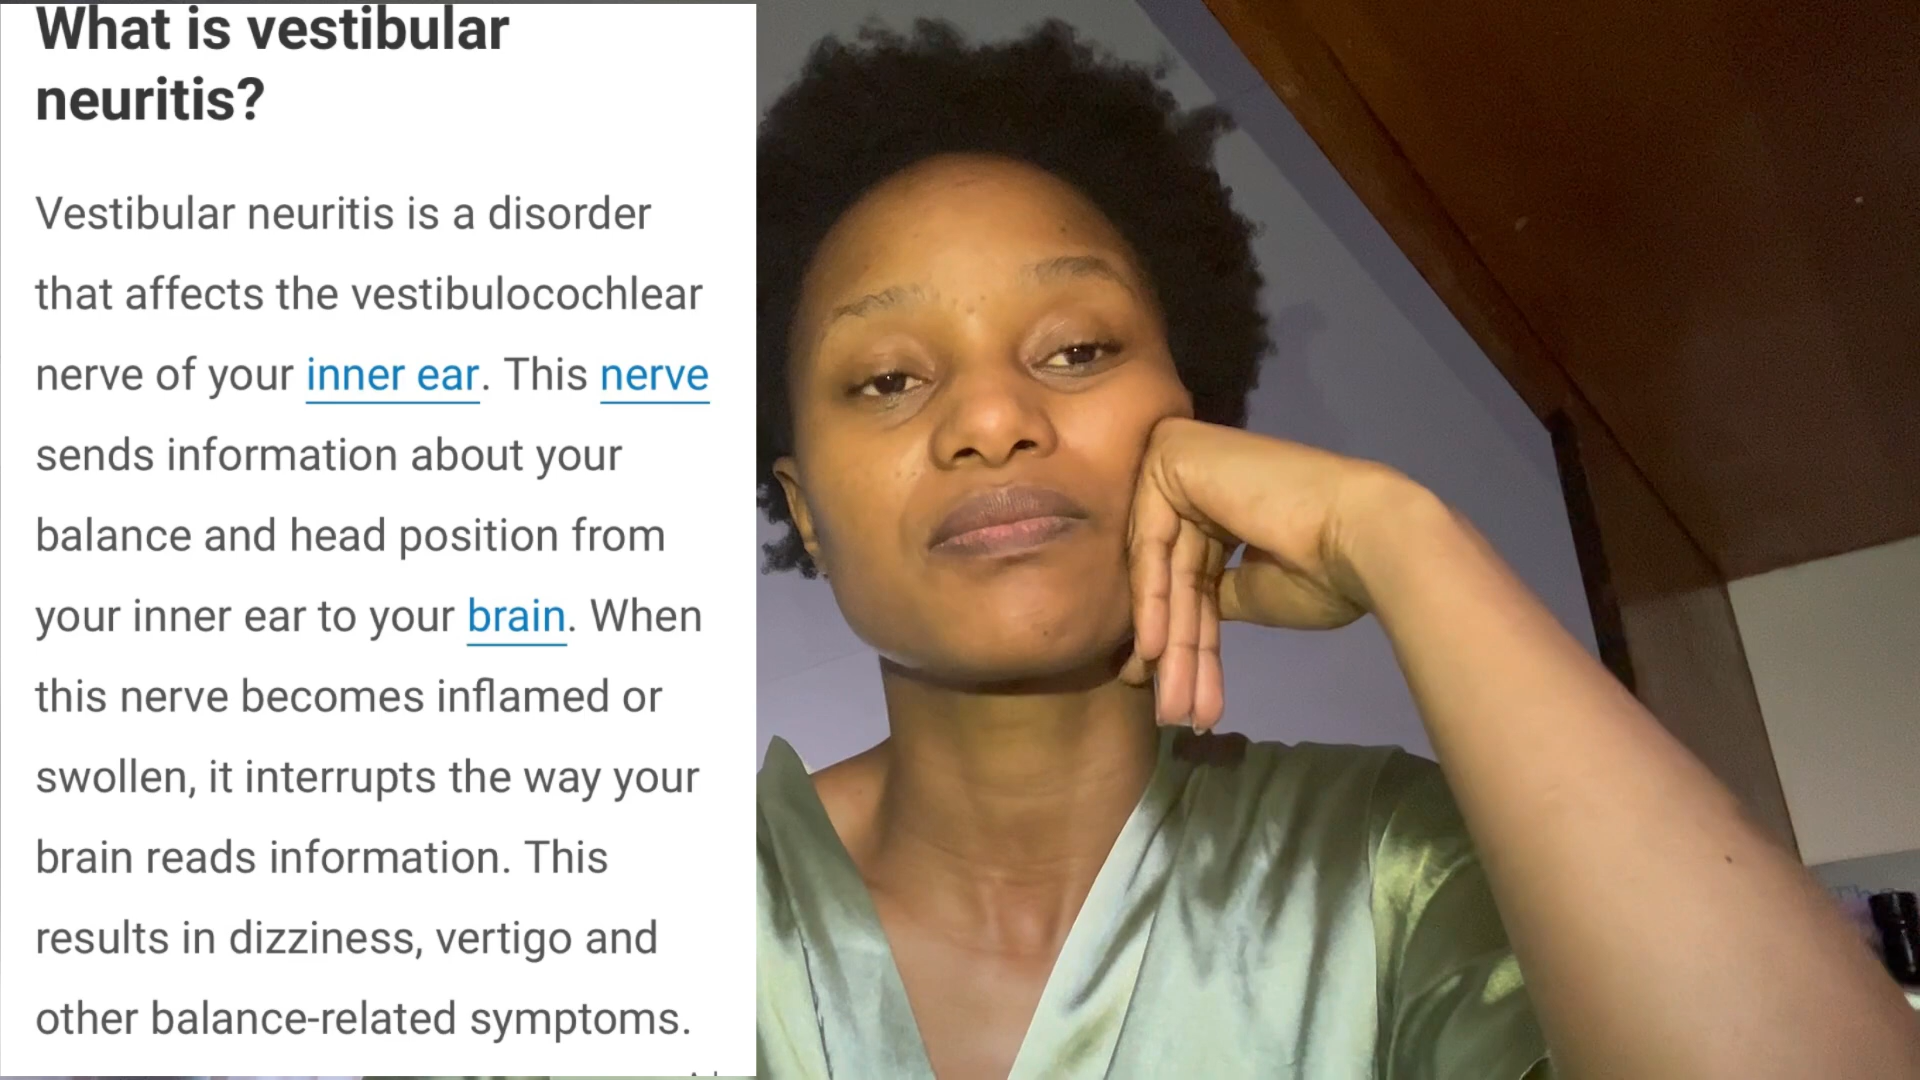 What is vestibular
neuritis?
Vestibular neuritis is a disorder
that affects the vestibulocochlear
nerve of your inner ear. This nerve
sends information about your
balance and head position from
your inner ear to your brain. When
this nerve becomes inflamed or
swollen, it interrupts the way your
brain reads information. This
results in dizziness, vertigo and
other balance-related symptoms.